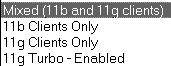 Mixed (11b and 11g clients)
11b Clients Only
11g Clients Only
11g Turbo - Enabled